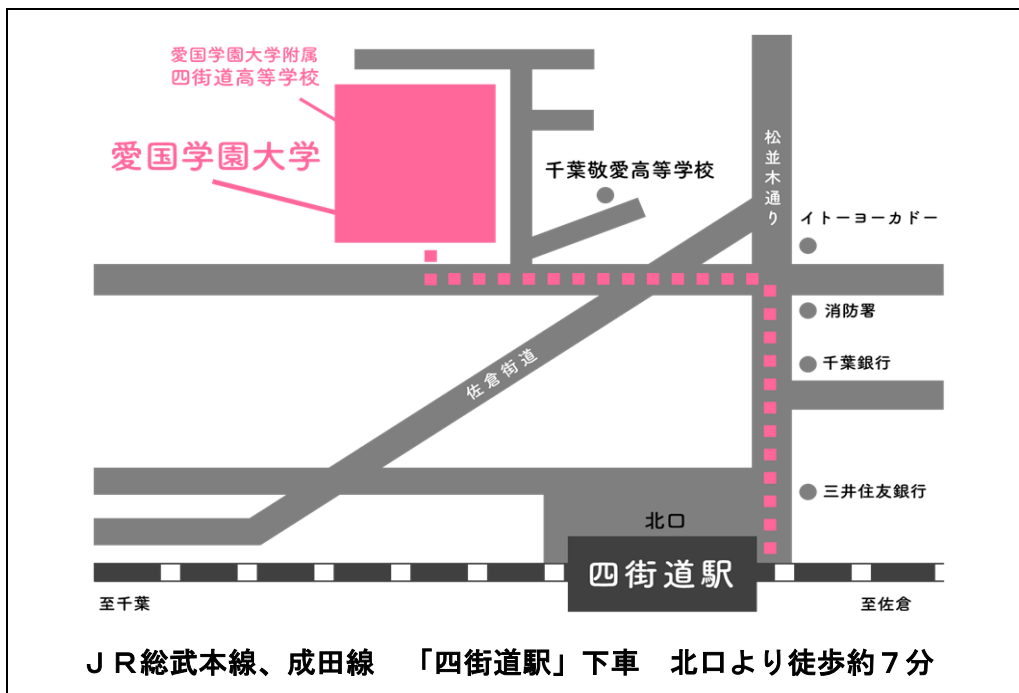 愛国学園大学附属
四街道高等学校
愛国学園大学
千葉敬愛高等学校
松並木通り
イトーヨーカドー
消防署
千葉銀行
佐倉街道
三井住友銀行
北口
四街道駅
至千葉
至佐倉
ＪＲ総武本線、成田線　「四街道駅」下車　北口より徒歩約７分